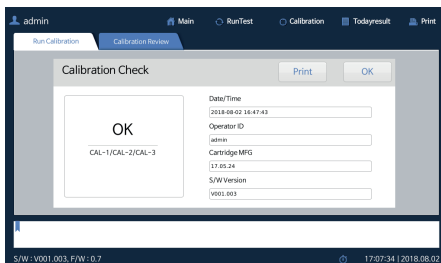 admin
Main
RunTest
Calibration
Todayresult
Print
Run Calibration
Calibration Review
Calibration Check
Print
OK
OK
CAL-1/CAL-2/CAL-3
Date/Time
2018-08-02 16:47:43
Operator ID
admin
Cartridge MFG
17.05.24
S/W Version
V001.003
S/W : V001.003, F/W : 0.7
17:07:34 | 2018.08.02